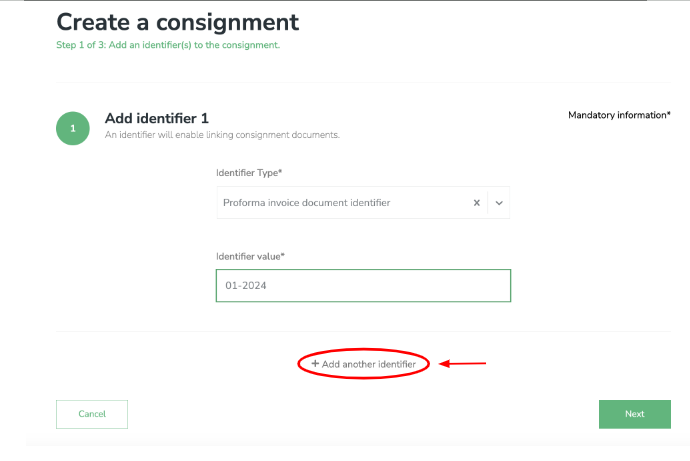 Create a consignment
Step 1 of 3: Add an identifier(s) to the consignment.
1
Add identifier 1
Mandatory information*
An identifier will enable linking consignment documents.
Identifier Type*
Proforma invoice document identifier
Identifier value*
01-2024
+ Add another identifier
Cancel
Next